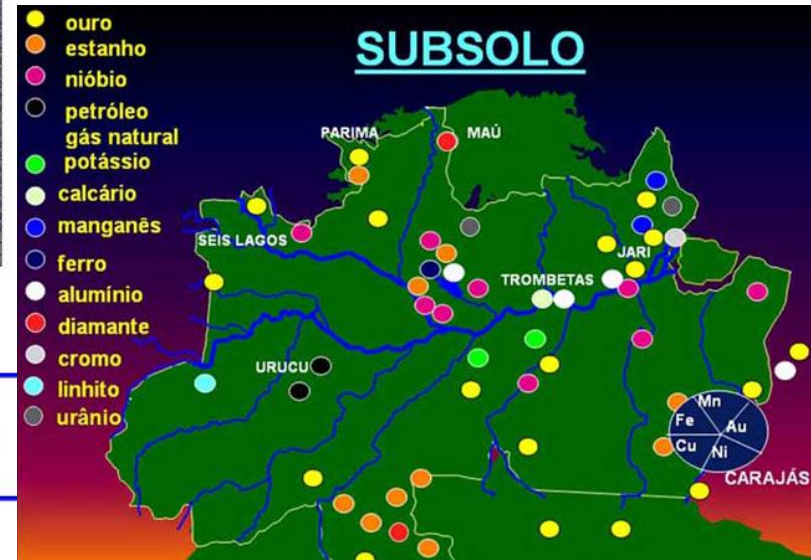 SUBSOLO
ouro
estanho
nióbio
petróleo
gás natural
potássio
calcário
manganês
ferro
alumínio
diamante
cromo
linhito
urânio
PARIMA
MAÚ
SEIS LAGOS
JARI
TROMBETAS
URUCU
Mn
Fe
Au
Cu
Ni
CARAJÁS